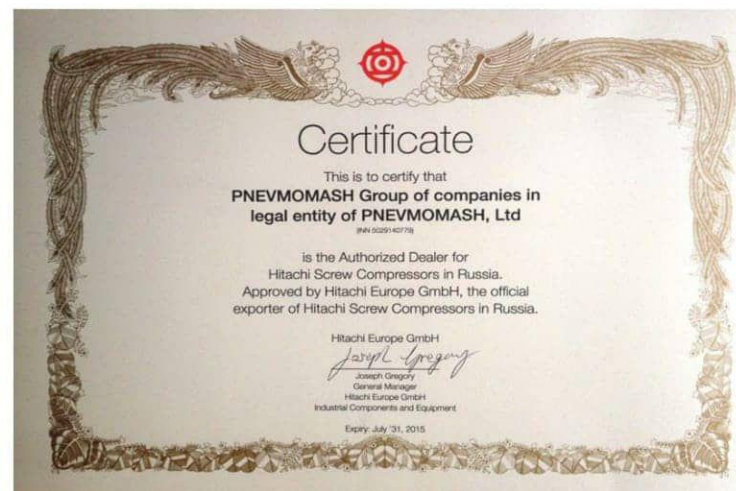 Certificate
This is to certify that
PNEVMOMASH Group of companies in
legal entity of PNEVMOMASH, Ltd
(INN 5029140779)
is the Authorized Dealer for
Hitachi Screw Compressors in Russia.
Approved by Hitachi Europe GmbH, the official
exporter of Hitachi Screw Compressors in Russia.
Hitachi Europe GmbH
Joseph Gregory
Joseph Gregory
General Manager
Hitachi Europe GmbH
Industrial Components and Equipment
Expiry: July '31, 2015